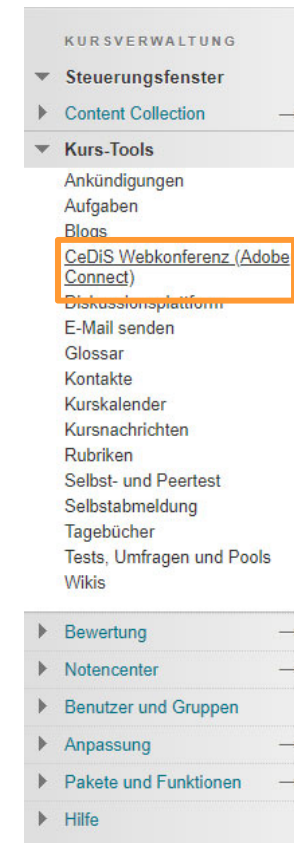 KURSVERWALTUNG
Steuerungsfenster
Content Collection
Kurs-Tools
Ankündigungen
Aufgaben
Blogs
CeDiS Webkonferenz (Adobe
Connect)
Diskussionsplattform
E-Mail senden
Glossar
Kontakte
Kurskalender
Kursnachrichten
Rubriken
Selbst- und Peertest
Selbstabmeldung
Tagebücher
Tests, Umfragen und Pools
Wikis
Bewertung
Notencenter
Benutzer und Gruppen
Anpassung
Pakete und Funktionen
Hilfe